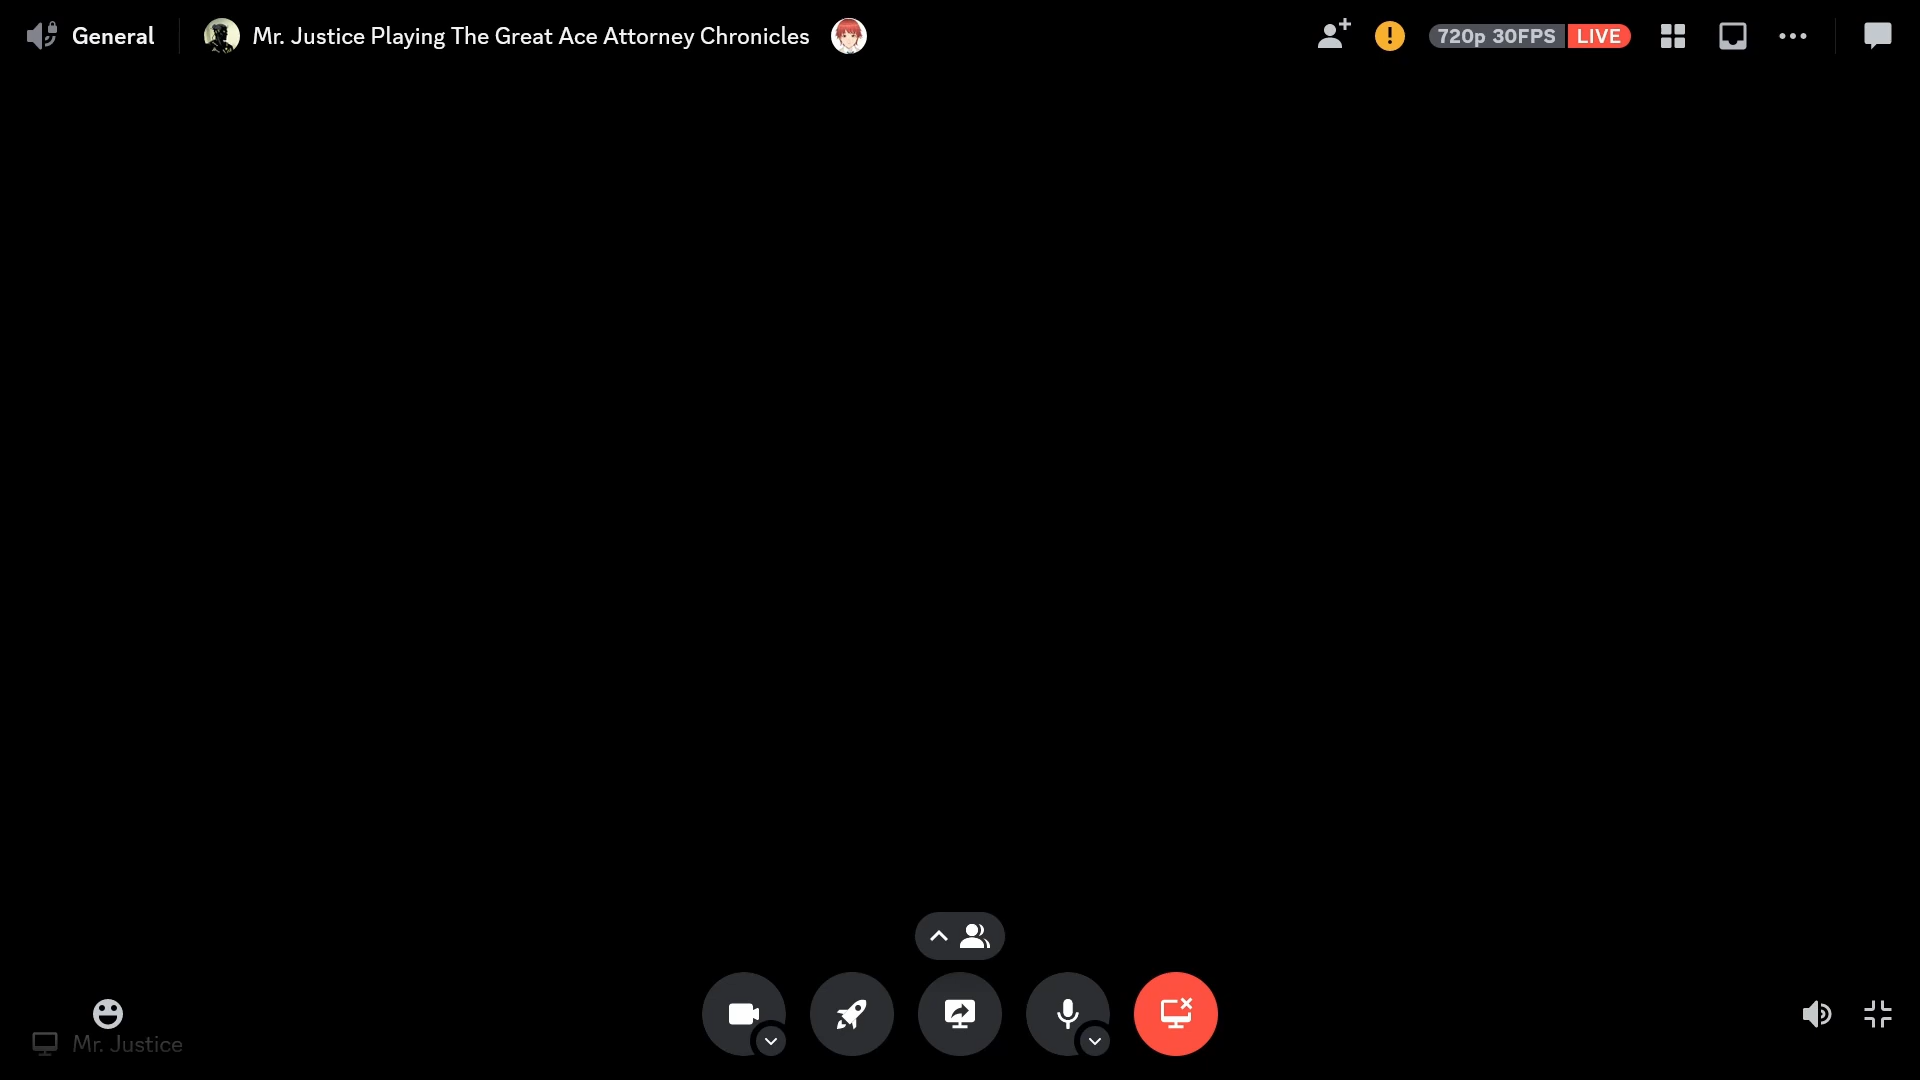 General
Mr. Justice Playing The Great Ace Attorney Chronicles
720p 30FPS LIVE
Mr. Justice